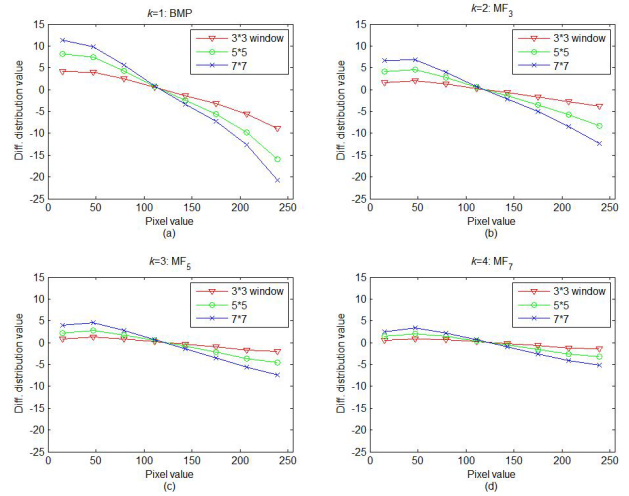 k=1: BMP
15
10
5
0
-5
-10
-15
-20
-25
Diff. distribution value
3*3 window
5*5
7*7
0 50 100 150 200 250
Pixel value
(a)
k=2: MF3
15
10
5
0
-5
-10
-15
-20
-25
Diff. distribution value
3*3 window
5*5
7*7
0 50 100 150 200 250
Pixel value
(b)
k=3: MF5
15
10
5
0
-5
-10
-15
-20
-25
Diff. distribution value
3*3 window
5*5
7*7
0 50 100 150 200 250
Pixel value
(c)
k=4: MF7
15
10
5
0
-5
-10
-15
-20
-25
Diff. distribution value
3*3 window
5*5
7*7
0 50 100 150 200 250
Pixel value
(d)